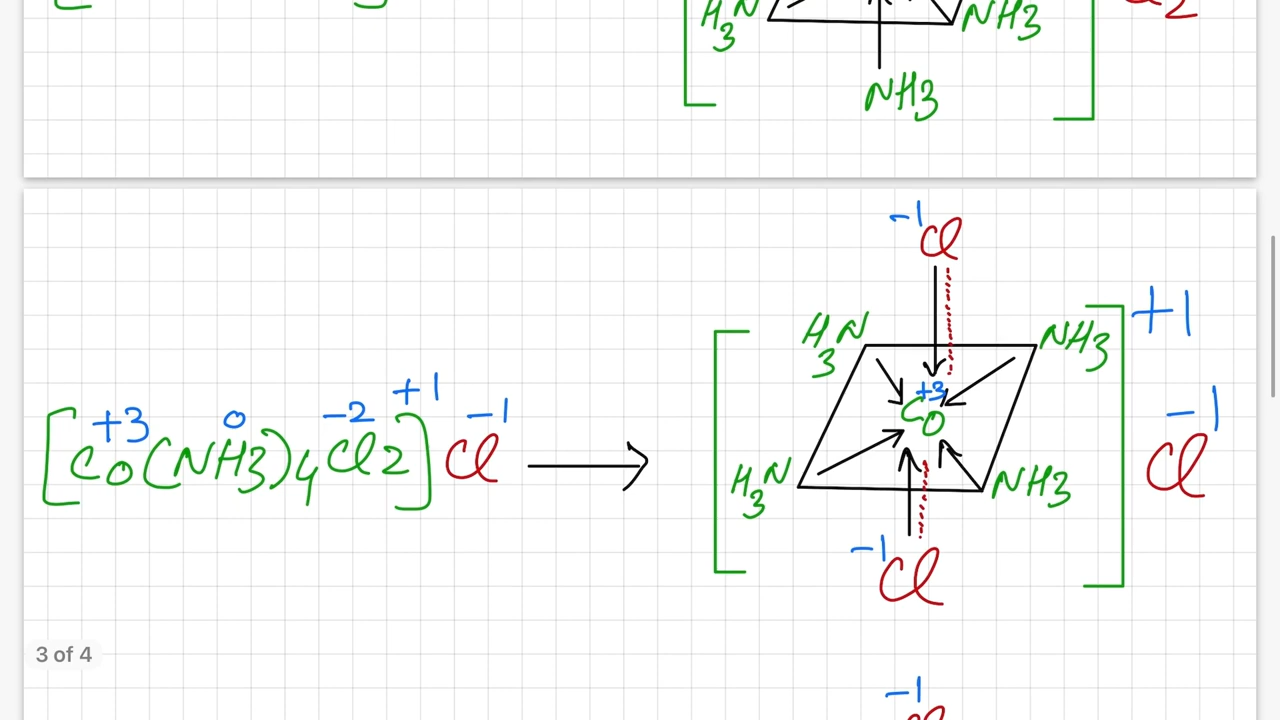 H3N NH3 Cl2
NH3
-1
Cl
+1
H3N NH3
+3 0 -2 +1 -1
[Co(NH3)4Cl2]Cl
+3
Co
-1
Cl
H3N NH3
-1
Cl
3 of 4
-1